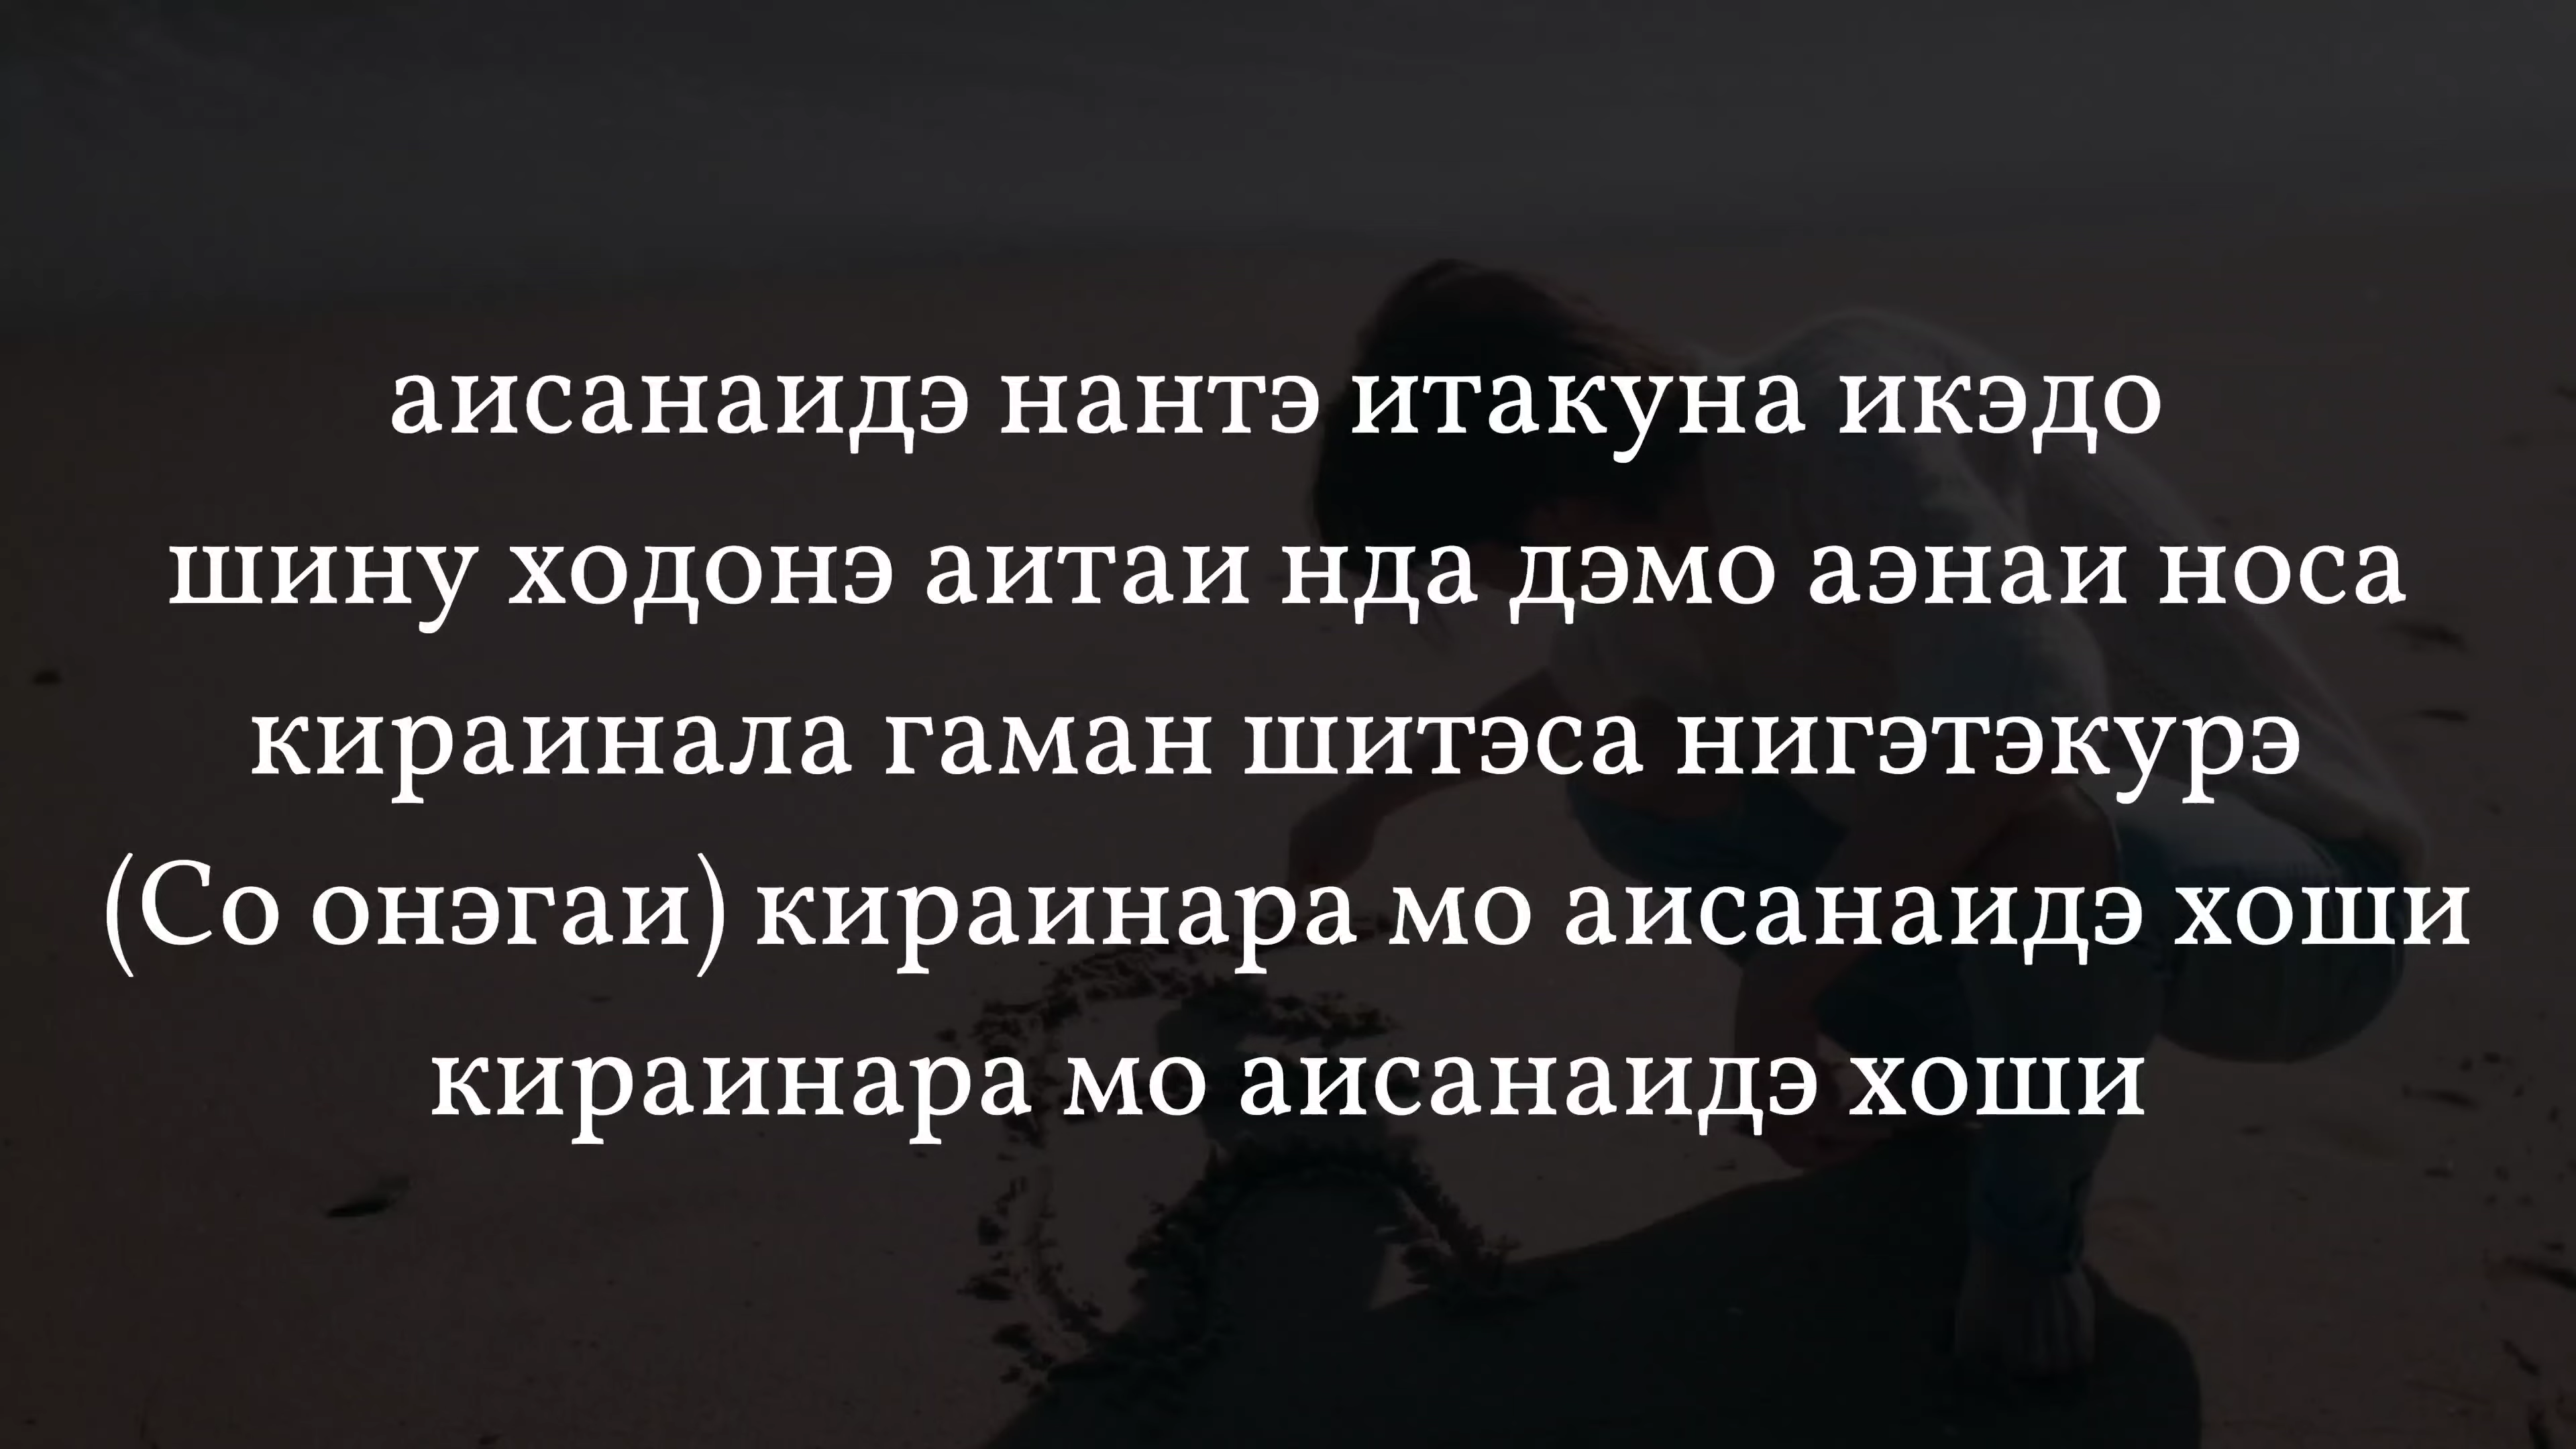 аисанаидэ нантэ итакуна икэдо
шину ходонэ аитаи нда дэмо аэнаи носа
кираинала гаман шитэса нигэтэкурэ
(Со онэгаи) кираинара мо аисанаидэ хоши
кираинара мо аисанаидэ хоши